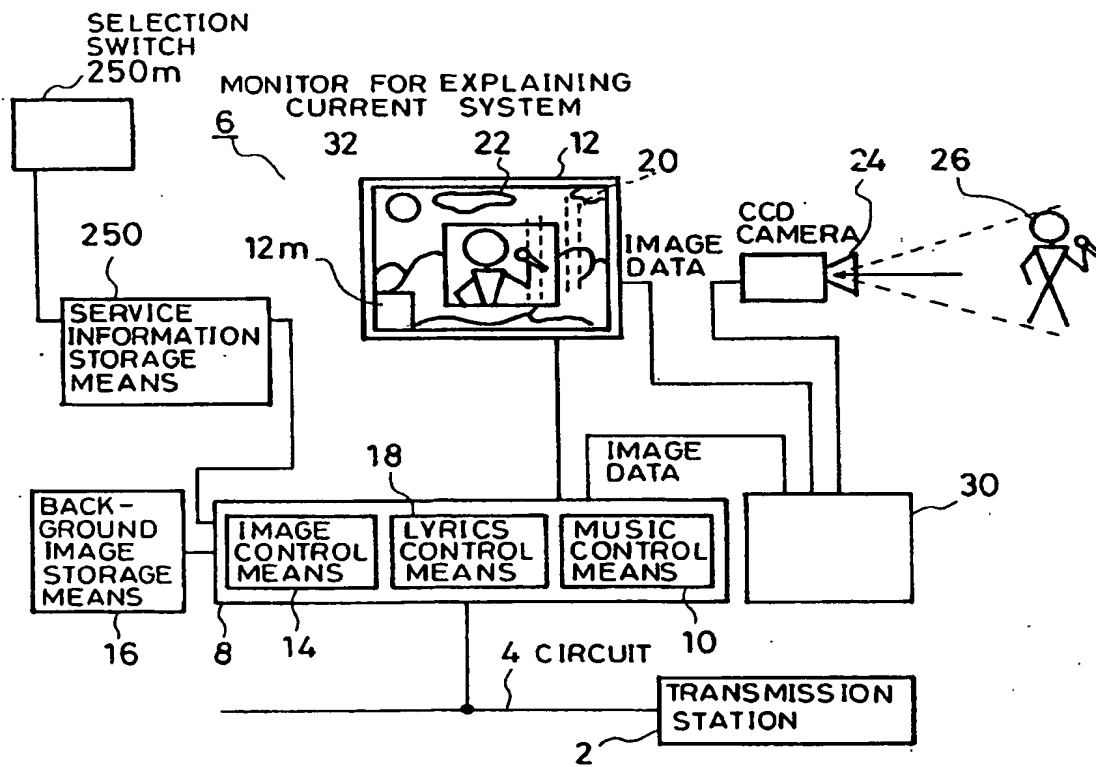 SELECTION
SWITCH
250m
MONITOR FOR EXPLAINING
CURRENT SYSTEM
6
32
22
12
20
24
26
CCD
CAMERA
IMAGE
DATA
12m
250
SERVICE
INFORMATION
STORAGE
MEANS
IMAGE
DATA
18
30
BACK-
GROUND
IMAGE
STORAGE
MEANS
IMAGE
CONTROL
MEANS
LYRICS
CONTROL
MEANS
MUSIC
CONTROL
MEANS
16
8
14
10
4 CIRCUIT
TRANSMISSION
STATION
2